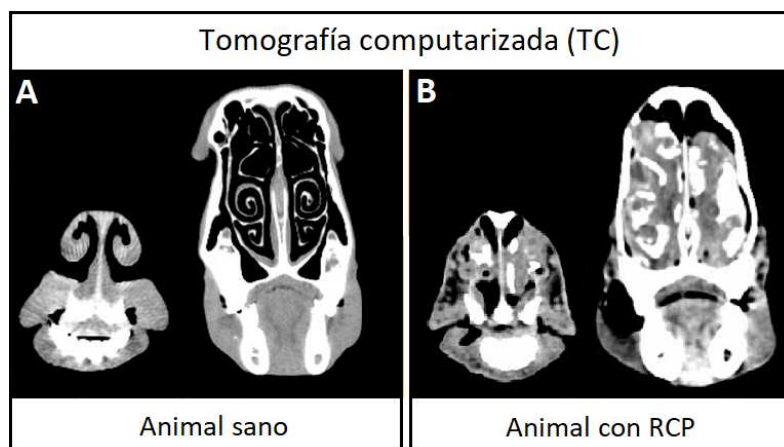 Tomografía computarizada (TC)
A
B
Animal sano
Animal con RCP